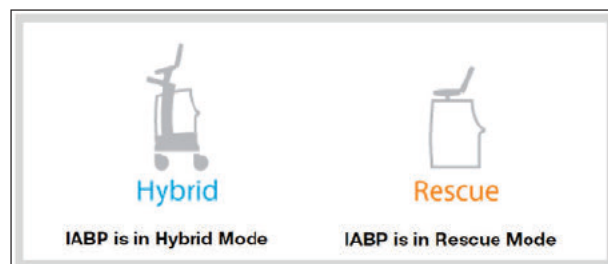 Hybrid
Rescue
IABP is in Hybrid Mode
IABP is in Rescue Mode